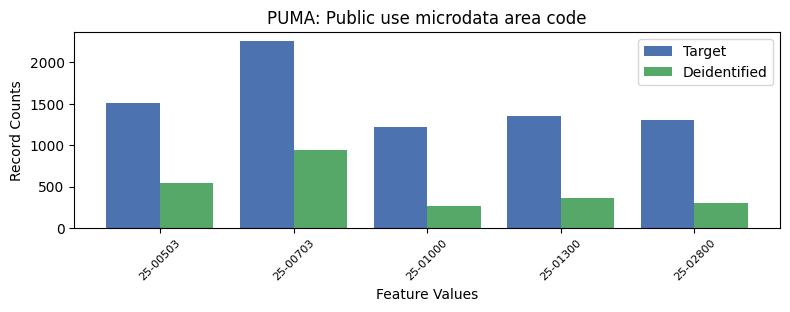 PUMA: Public use microdata area code
Target
Deidentified
Record Counts
2000
1500
1000
500
0
25-00503
25-00703
25-01000
25-01300
25-02800
Feature Values